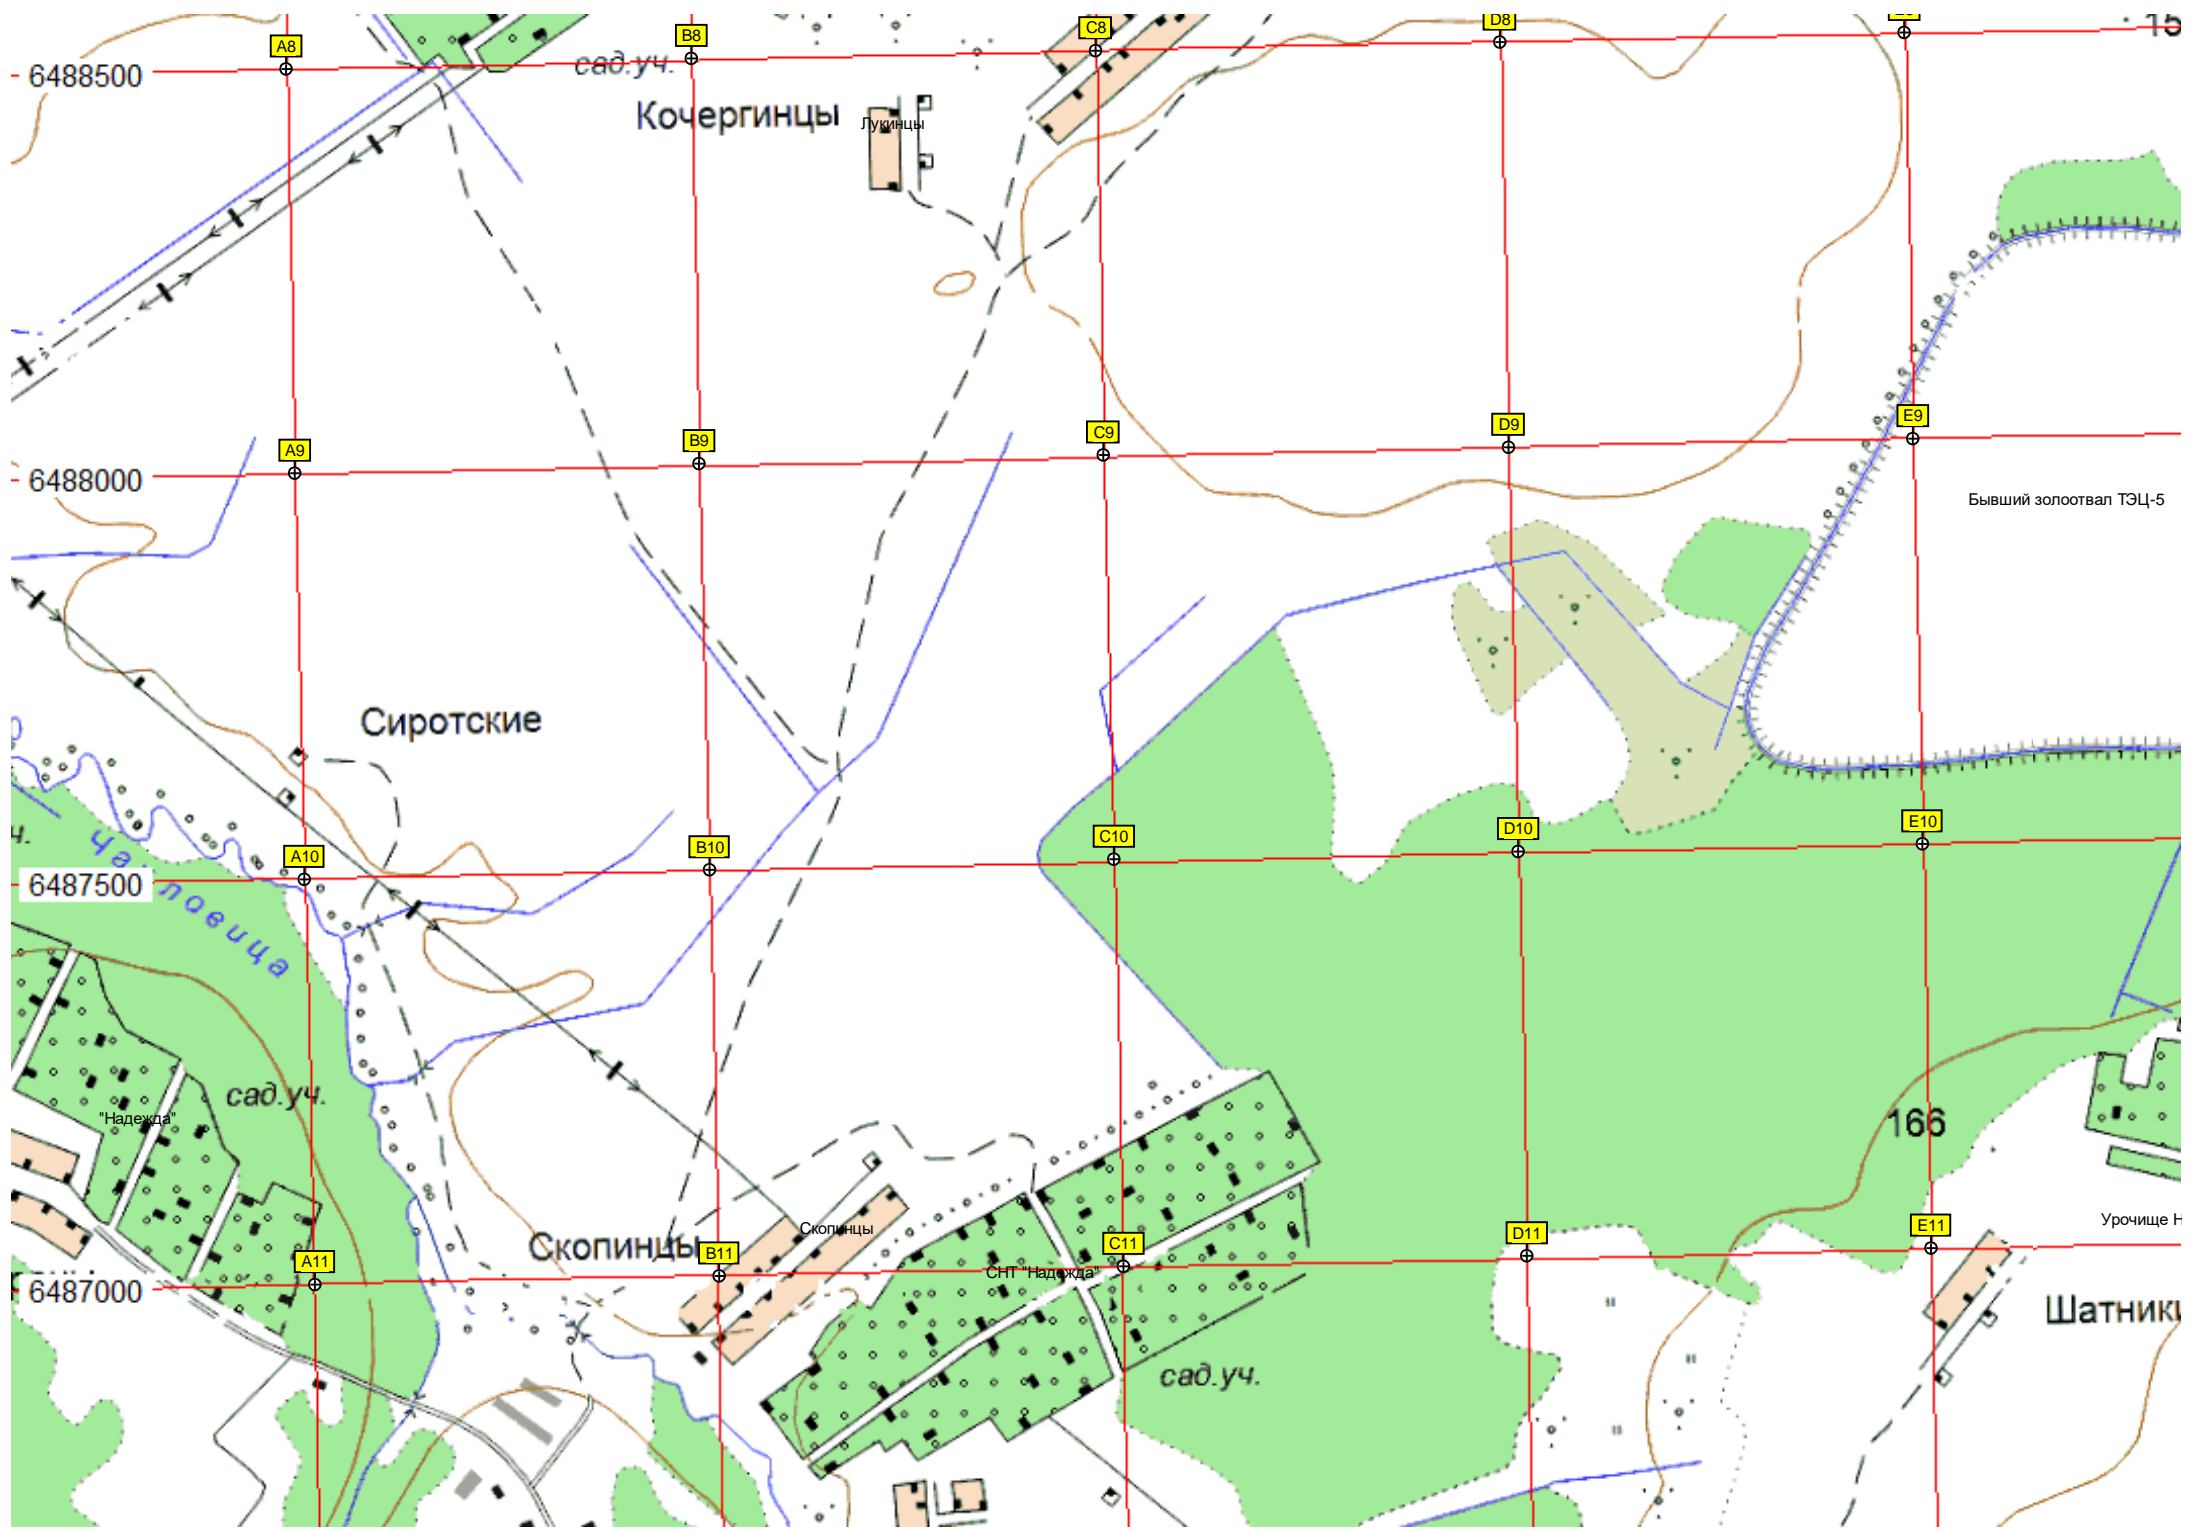 D8
C8
B8
A8
6488500
сад.уч.
Кочергинцы
Лукинцы
E9
D9
C9
B9
A9
6488000
Бывший золоотвал ТЭЦ-5
Сиротские
E10
D10
C10
B10
A10
6487500
сад.уч.
"Надежда"
166
Скопинцы
Скопинцы
Урочище Н
E11
D11
C11
B11
A11
СНТ "Надежда"
6487000
Шатники
сад.уч.